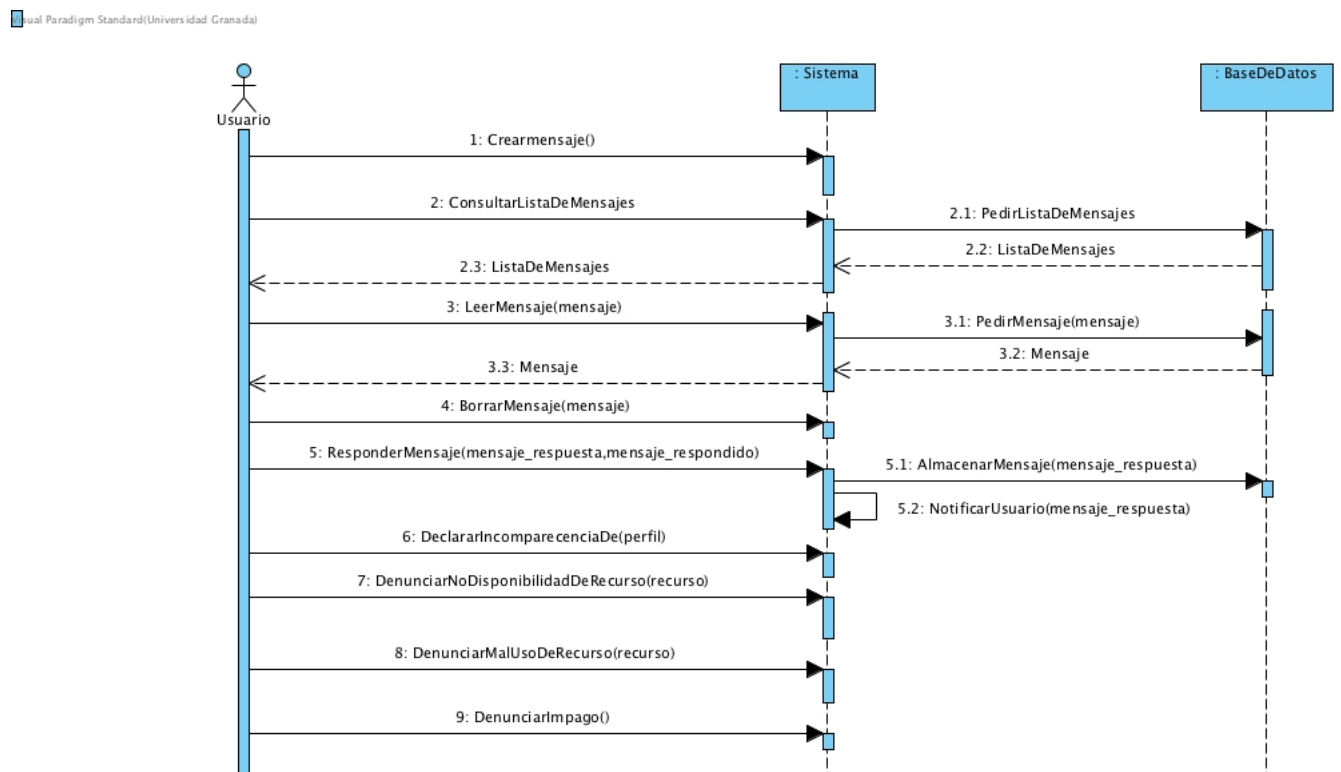 sual Paradigm Standard(Universidad Granada)
: Sistema
: BaseDeDatos
Usuario
1: Crearmensaje()
2: ConsultarListaDeMensajes
2.1: PedirListaDeMensajes
2.2: ListaDeMensajes
2.3: ListaDeMensajes
3: LeerMensaje(mensaje)
3.1: PedirMensaje(mensaje)
3.2: Mensaje
3.3: Mensaje
4: BorrarMensaje(mensaje)
5: ResponderMensaje(mensaje_respuesta,mensaje_respondido)
5.1: AlmacenarMensaje(mensaje_respuesta)
5.2: NotificarUsuario(mensaje_respuesta)
6: DeclararIncomparecenciaDe(perfil)
7: DenunciarNoDisponibilidadDeRecurso(recurso)
8: DenunciarMalUsoDeRecurso(recurso)
9: DenunciarImpago()